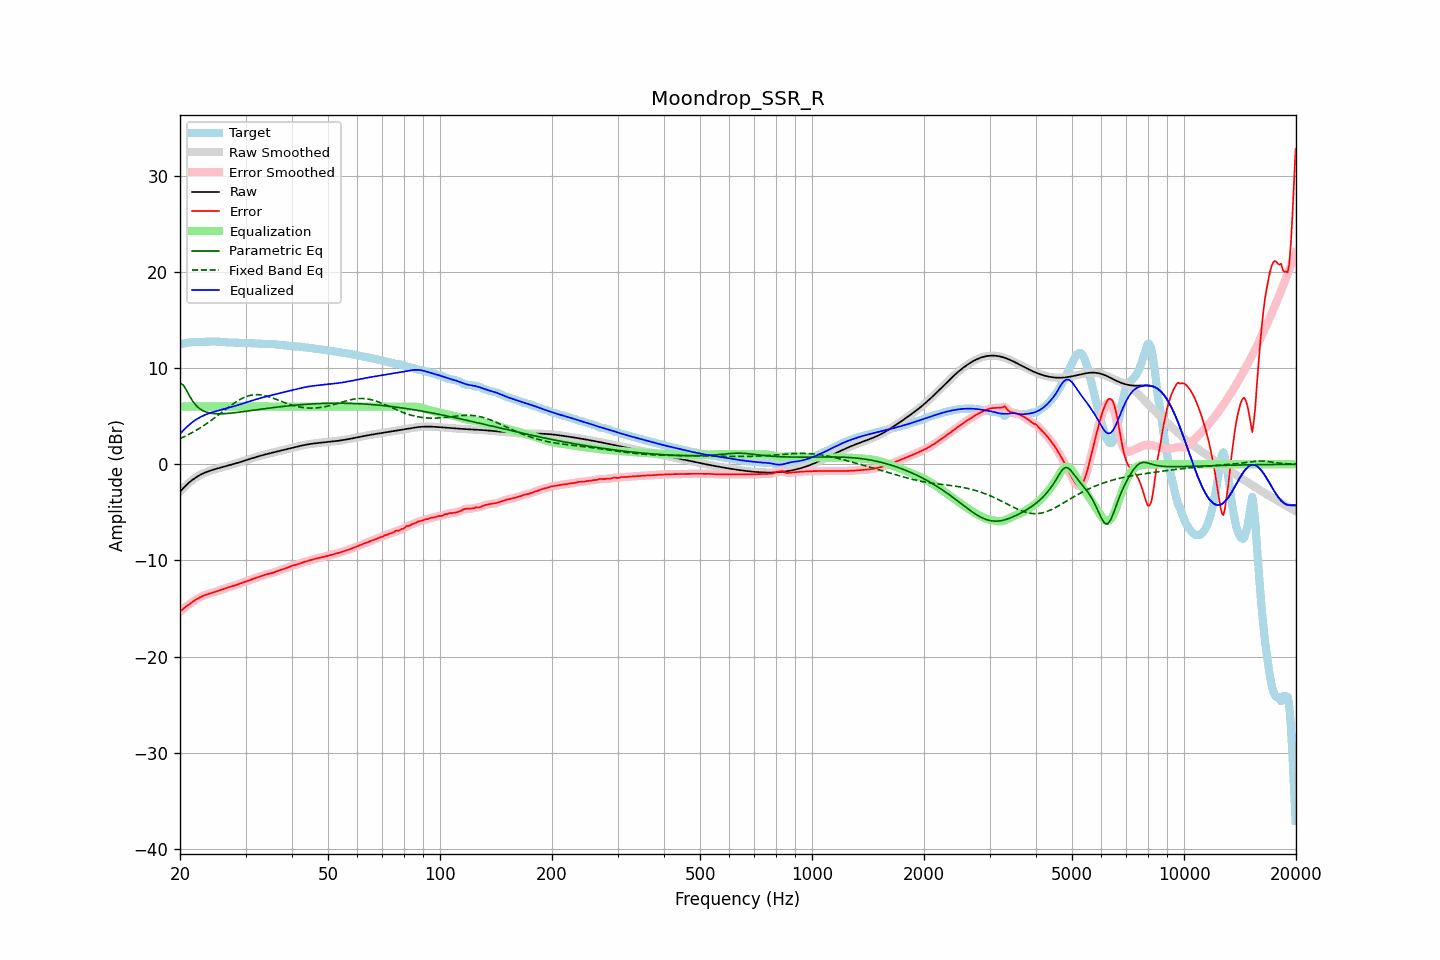 Moondrop_SSR_R
Target
Raw Smoothed
Error Smoothed
Raw
Error
Equalization
Parametric Eq
Fixed Band Eq
Equalized
30
20
10
0
−10
−20
−30
−40
Amplitude (dBr)
20 50 100 200 500 1000 2000 5000 10000 20000
Frequency (Hz)